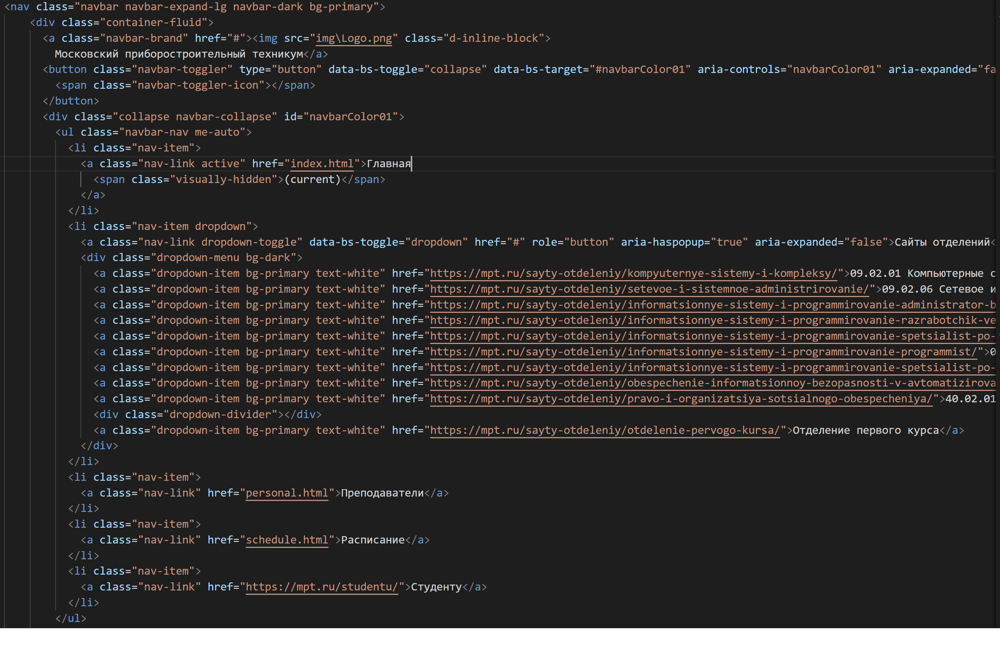 <nav class="navbar navbar-expand-lg navbar-dark bg-primary">
<div class="container-fluid">
<a class="navbar-brand" href="#"><img src="img\Logo.png" class="d-inline-block">
Московский приборостроительный техникум</a>
<button class="navbar-toggler" type="button" data-bs-toggle="collapse" data-bs-target="#navbarColor01" aria-controls="navbarColor01" aria-expanded="fa
<span class="navbar-toggler-icon"></span>
</button>
<div class="collapse navbar-collapse" id="navbarColor01">
<ul class="navbar-nav me-auto">
<li class="nav-item">
<a class="nav-link active" href="index.html">Главная
<span class="visually-hidden">(current)</span>
</a>
</li>
<li class="nav-item dropdown">
<a class="nav-link dropdown-toggle" data-bs-toggle="dropdown" href="#" role="button" aria-haspopup="true" aria-expanded="false">Сайты отделений<
<div class="dropdown-menu bg-dark">
<a class="dropdown-item bg-primary text-white" href="https://mpt.ru/sayty-otdeleniy/kompyuternye-sistemy-i-kompleksy/">09.02.01 Компьютерные с
<a class="dropdown-item bg-primary text-white" href="https://mpt.ru/sayty-otdeleniy/setevoe-i-sistemnoe-administrirovanie/">09.02.06 Сетевое и
<a class="dropdown-item bg-primary text-white" href="https://mpt.ru/sayty-otdeleniy/informatsionnye-sistemy-i-programmirovanie-administrator-b
<a class="dropdown-item bg-primary text-white" href="https://mpt.ru/sayty-otdeleniy/informatsionnye-sistemy-i-programmirovanie-razrabotchik-ve
<a class="dropdown-item bg-primary text-white" href="https://mpt.ru/sayty-otdeleniy/informatsionnye-sistemy-i-programmirovanie-spetsialist-po-
<a class="dropdown-item bg-primary text-white" href="https://mpt.ru/sayty-otdeleniy/informatsionnye-sistemy-i-programmirovanie-programmist/">0
<a class="dropdown-item bg-primary text-white" href="https://mpt.ru/sayty-otdeleniy/informatsionnye-sistemy-i-programmirovanie-spetsialist-po-
<a class="dropdown-item bg-primary text-white" href="https://mpt.ru/sayty-otdeleniy/obespechenie-informatsionnoy-bezopasnosti-v-avtomatizirova
<a class="dropdown-item bg-primary text-white" href="https://mpt.ru/sayty-otdeleniy/pravo-i-organizatsiya-sotsialnogo-obespecheniya/">40.02.01
<div class="dropdown-divider"></div>
<a class="dropdown-item bg-primary text-white" href="https://mpt.ru/sayty-otdeleniy/otdelenie-pervogo-kursa/">Отделение первого курса</a>
</div>
</li>
<li class="nav-item">
<a class="nav-link" href="personal.html">Преподаватели</a>
</li>
<li class="nav-item">
<a class="nav-link" href="schedule.html">Расписание</a>
</li>
<li class="nav-item">
<a class="nav-link" href="https://mpt.ru/studentu/">Студенту</a>
</li>
</ul>